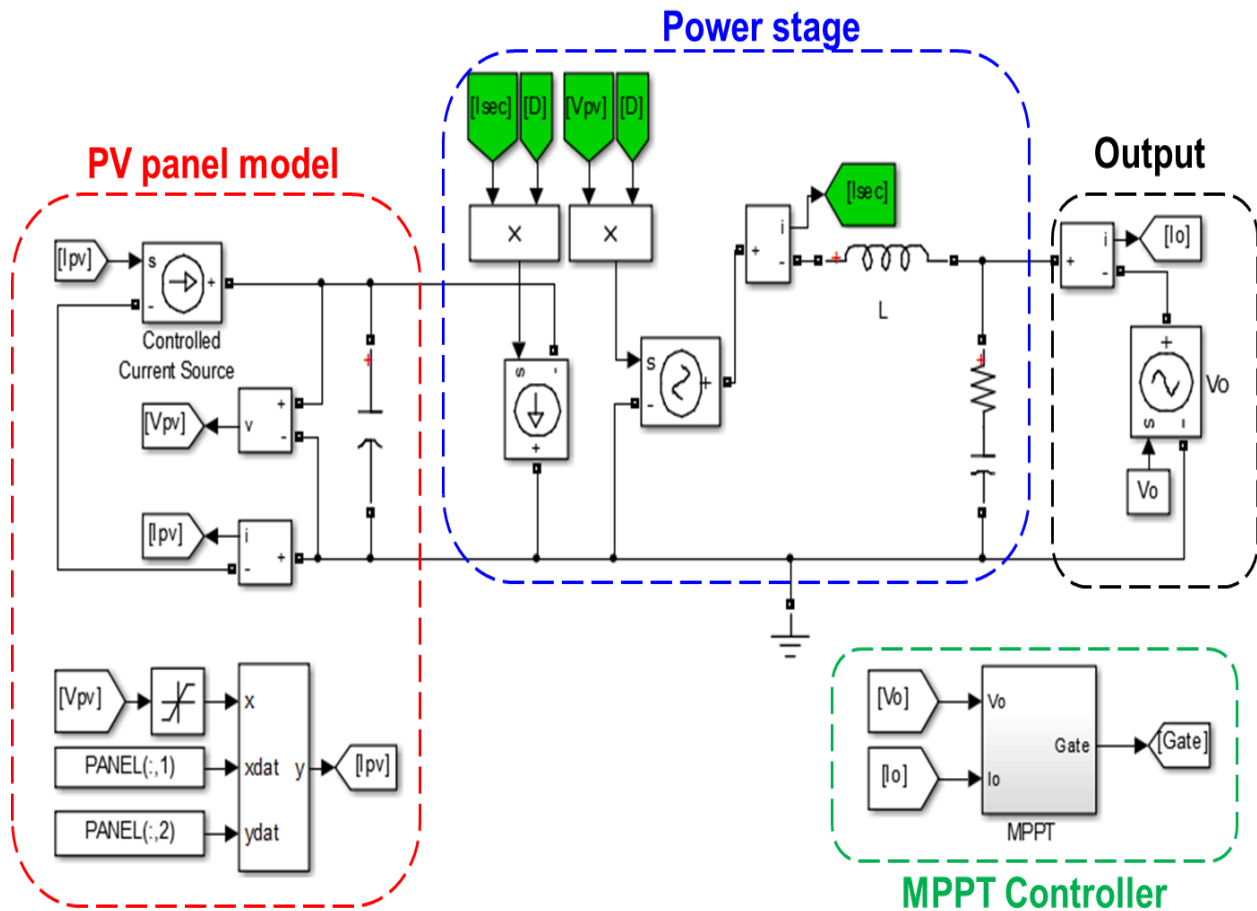 Power stage
[Isec] [D] [Vpv] [D]
PV panel model
Output
[Isec]
X X
i
+
-
+
i
+
-
[Io]
[Ipv]
s
+
-
Controlled
Current Source
L
+
s
-
+
s
+
-
+
+
s
-
Vo
[Vpv]
v
+
-
Vo
[Ipv]
i
+
-
[Vpv]
x
PANEL(:,1)
xdat
y
[Ipv]
PANEL(:,2)
ydat
[Vo]
Vo
Gate
[Gate]
[Io]
Io
MPPT
MPPT Controller